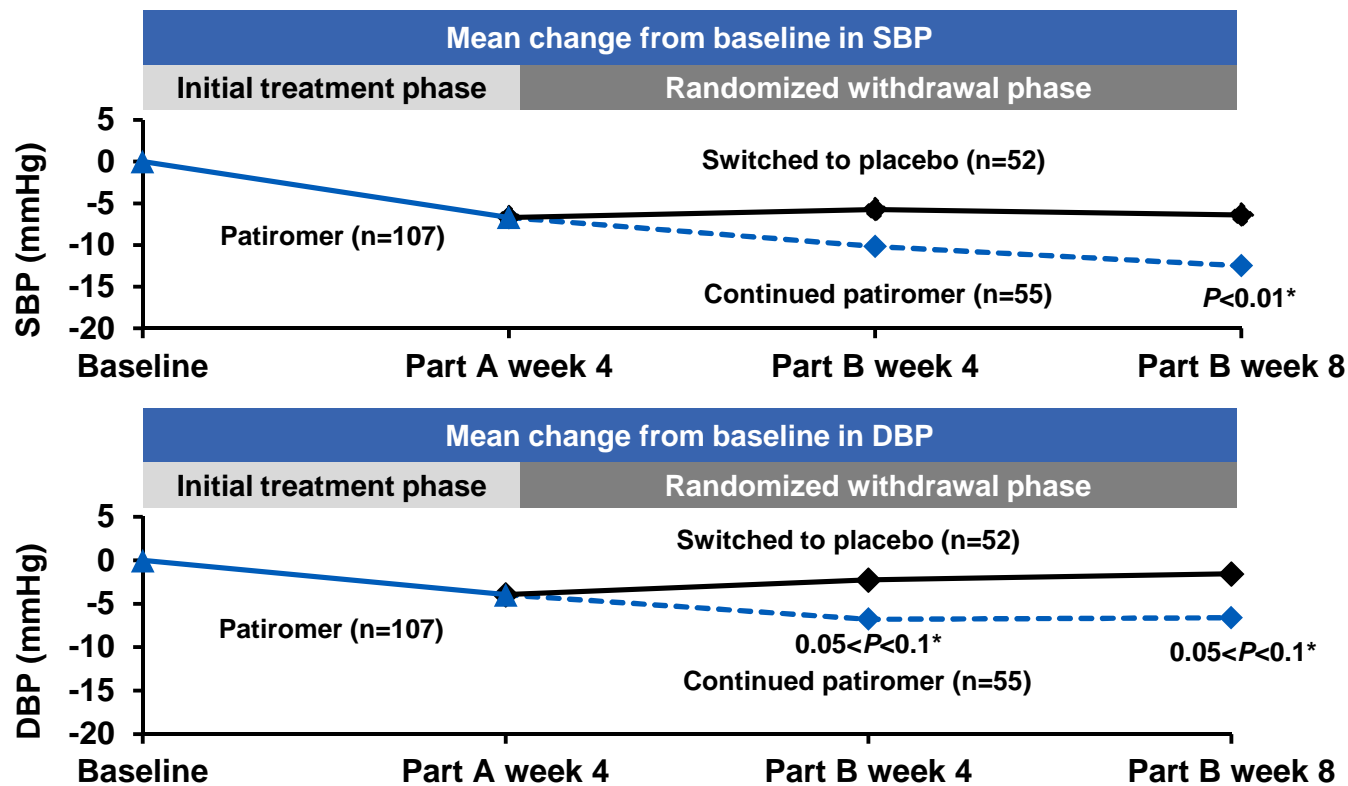 Mean change from baseline in SBP
Initial treatment phase
Randomized withdrawal phase
SBP (mmHg)
5
0
-5
-10
-15
-20
Switched to placebo (n=52)
Patiromer (n=107)
Continued patiromer (n=55)
P<0.01*
Baseline
Part A week 4
Part B week 4
Part B week 8
Mean change from baseline in DBP
Initial treatment phase
Randomized withdrawal phase
DBP (mmHg)
5
0
-5
-10
-15
-20
Switched to placebo (n=52)
Patiromer (n=107)
0.05<P<0.1*
0.05<P<0.1*
Continued patiromer (n=55)
Baseline
Part A week 4
Part B week 4
Part B week 8